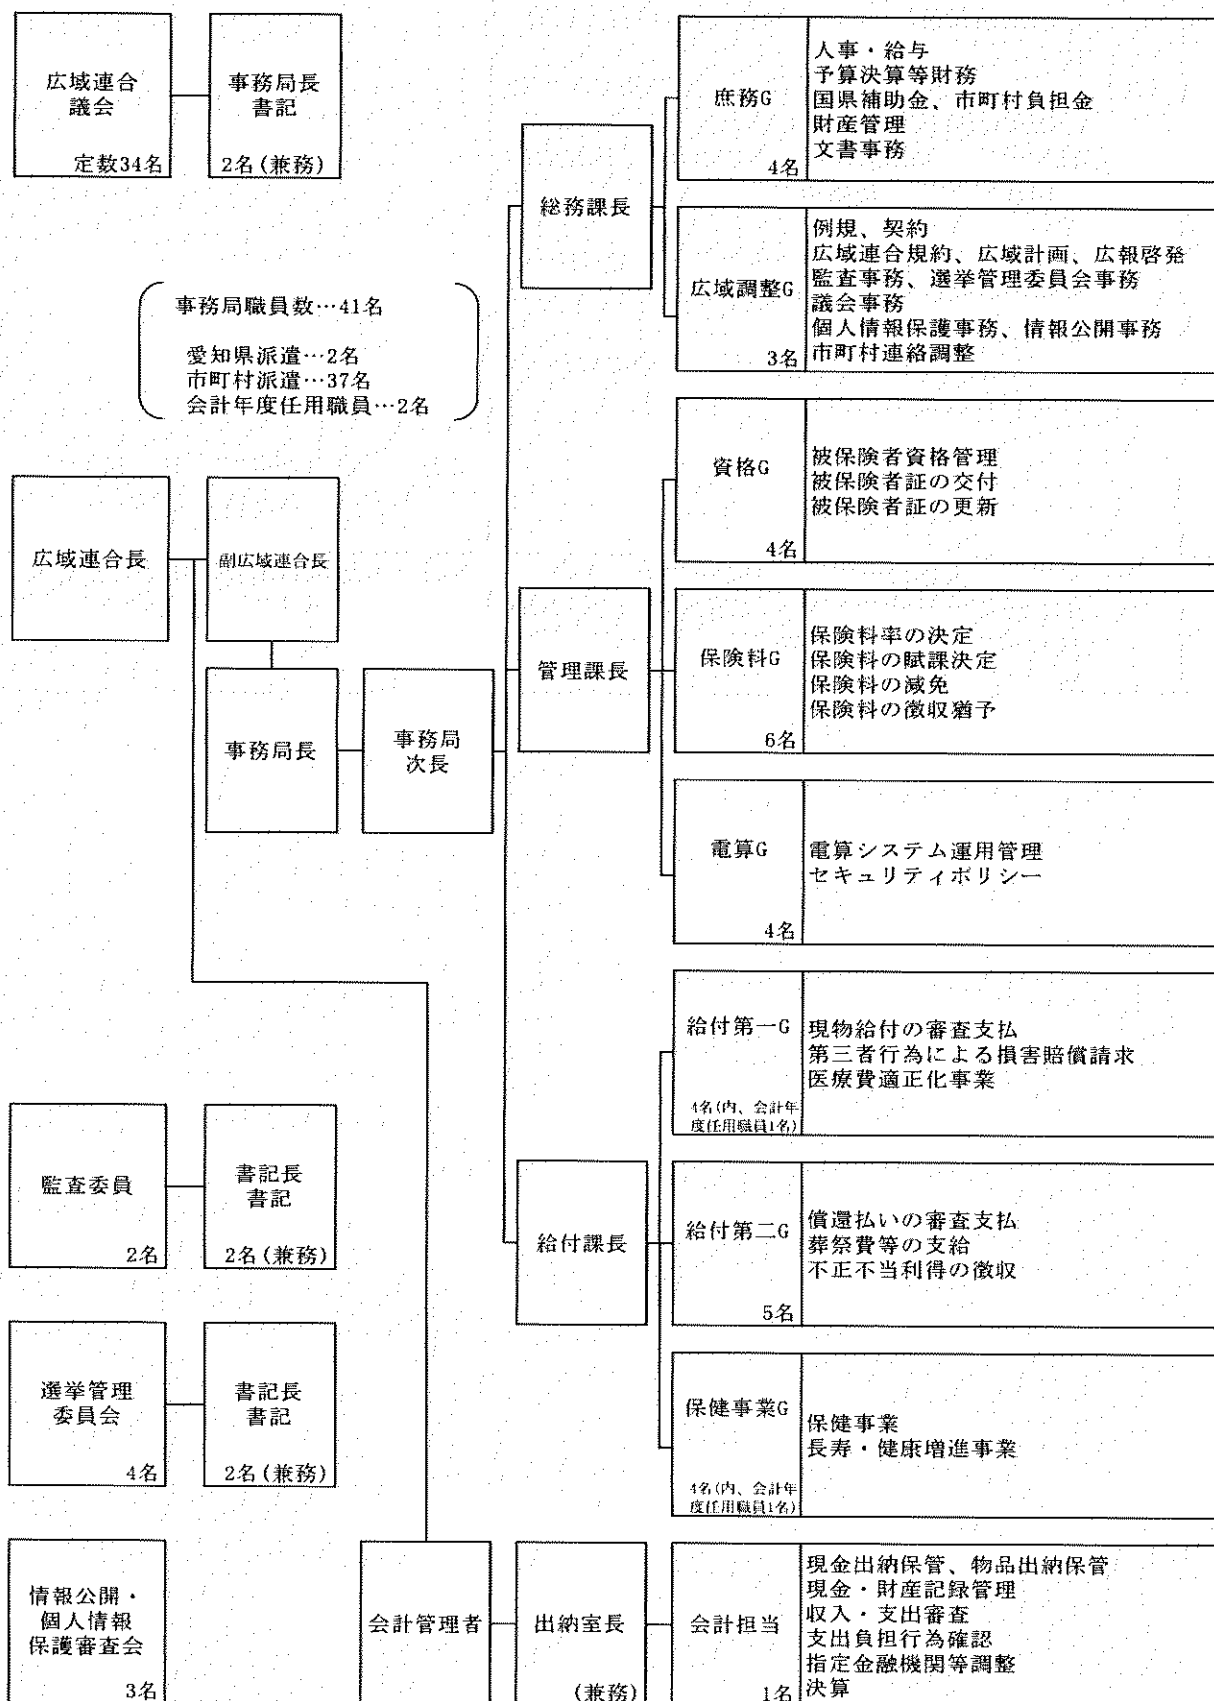 広域連合
議会
定数34名
事務局長
書記
2名(兼務)
事務局職員数…41名
愛知県派遣…2名
市町村派遣…37名
会計年度任用職員…2名
広域連合長
副広域連合長
事務局長
事務局
次長
総務課長
庶務G
4名
人事・給与
予算決算等財務
国県補助金、市町村負担金
財産管理
文書事務
広域調整G
3名
例規、契約
広域連合規約、広域計画、広報啓発
監査事務、選挙管理委員会事務
議会事務
個人情報保護事務、情報公開事務
市町村連絡調整
管理課長
資格G
4名
被保険者資格管理
被保険者証の交付
被保険者証の更新
保険料G
6名
保険料率の決定
保険料の賦課決定
保険料の減免
保険料の徴収猶予
電算G
4名
電算システム運用管理
セキュリティポリシー
給付課長
給付第一G
4名(内、会計年
度任用職員1名)
現物給付の審査支払
第三者行為による損害賠償請求
医療費適正化事業
給付第二G
5名
償還払いの審査支払
葬祭費等の支給
不正不当利得の徴収
保健事業G
4名(内、会計年
度任用職員1名)
保健事業
長寿・健康増進事業
監査委員
2名
書記長
書記
2名(兼務)
選挙管理
委員会
4名
書記長
書記
2名(兼務)
情報公開・
個人情報
保護審査会
3名
会計管理者
出納室長
(兼務)
会計担当
1名
現金出納保管、物品出納保管
現金・財産記録管理
収入・支出審査
支出負担行為確認
指定金融機関等調整
決算